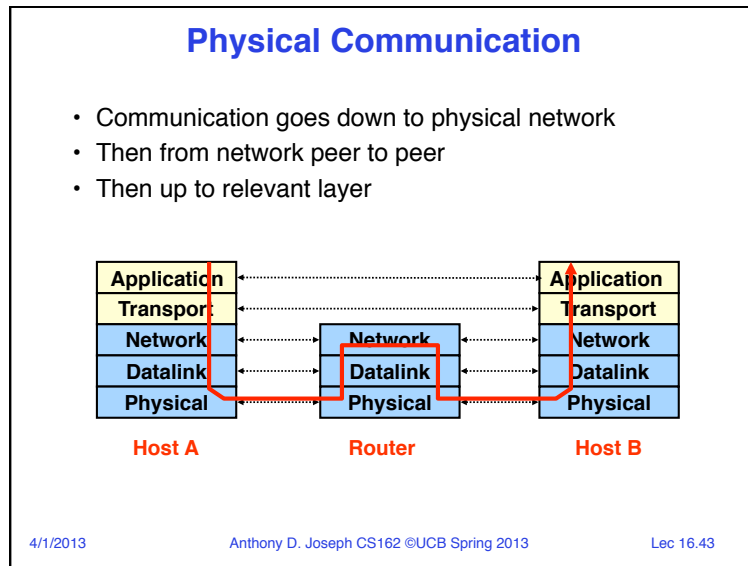 Physical Communication
• Communication goes down to physical network
• Then from network peer to peer
• Then up to relevant layer
Application Application
Transport Transport
Network Network Network
Datalink Datalink Datalink
Physical Physical Physical
Host A Router Host B
4/1/2013 Anthony D. Joseph CS162 ©UCB Spring 2013 Lec 16.43